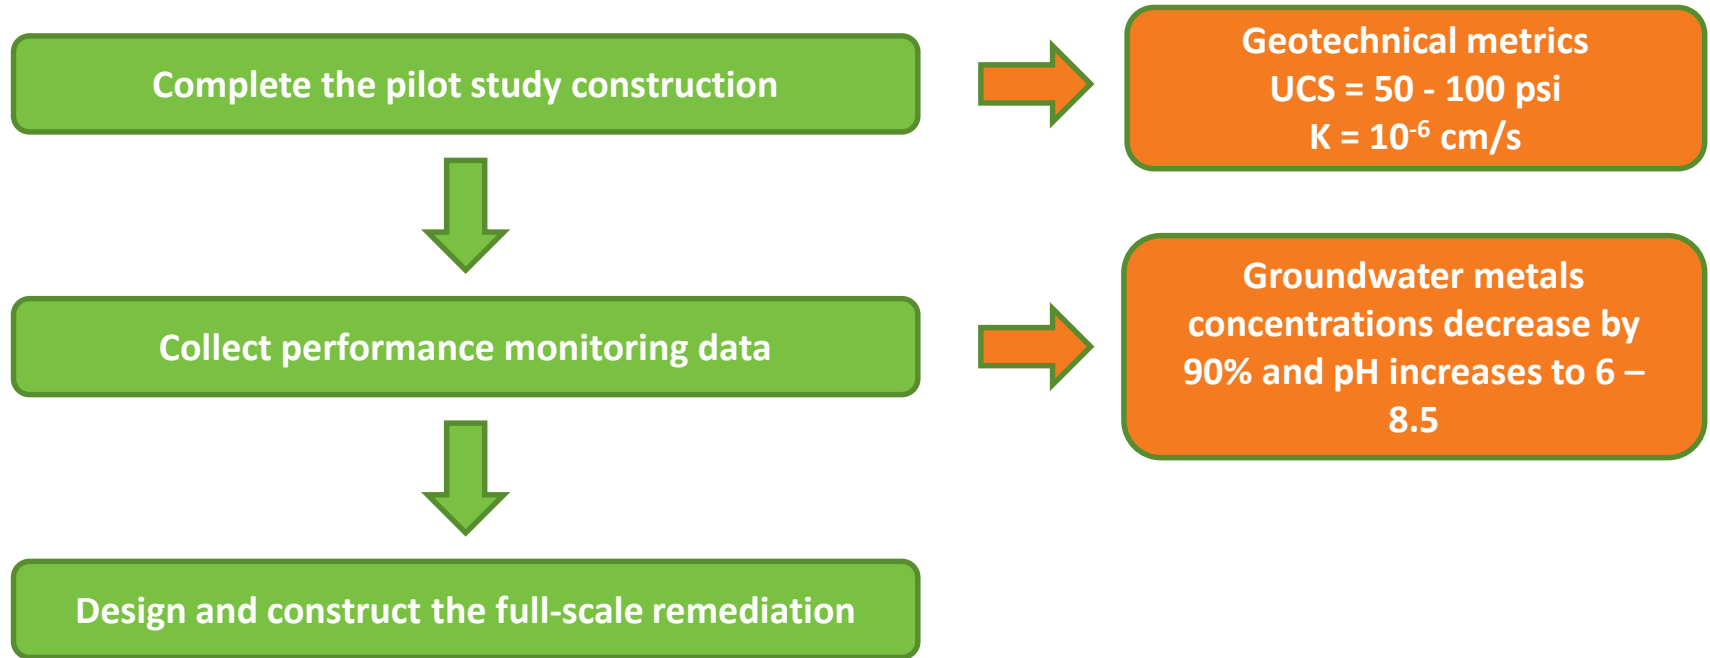 Complete the pilot study construction
Geotechnical metrics
UCS = 50 - 100 psi
K = 10⁻⁶ cm/s
Collect performance monitoring data
Groundwater metals
concentrations decrease by
90% and pH increases to 6 –
8.5
Design and construct the full-scale remediation